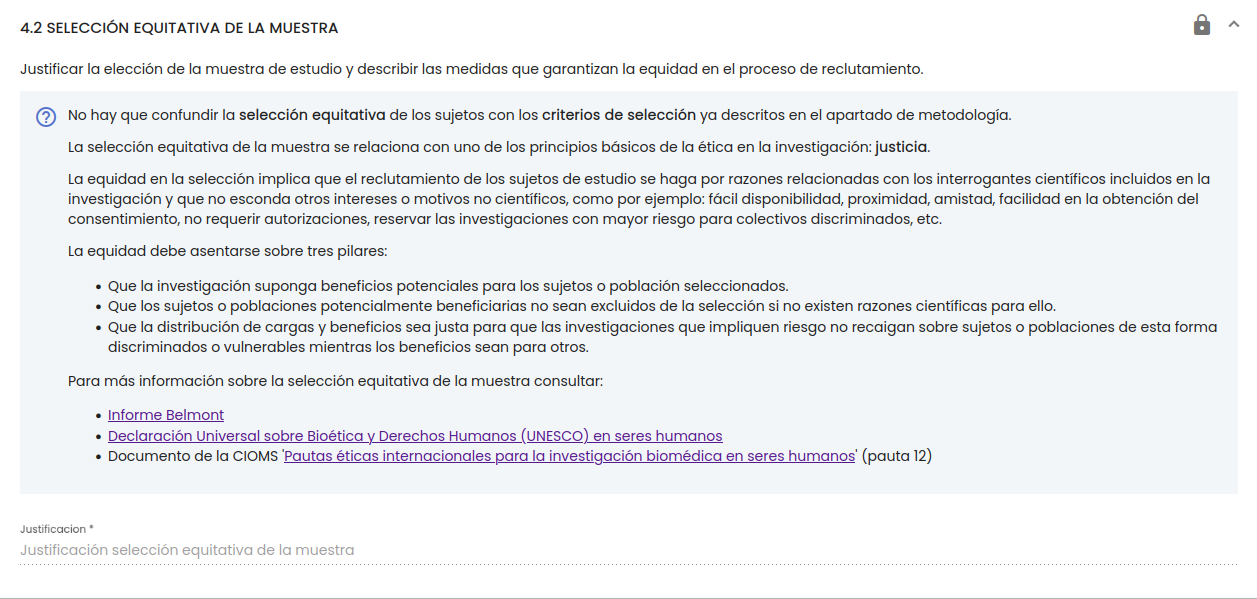 4.2 SELECCIÓN EQUITATIVA DE LA MUESTRA
Justificar la elección de la muestra de estudio y describir las medidas que garantizan la equidad en el proceso de reclutamiento.
No hay que confundir la selección equitativa de los sujetos con los criterios de selección ya descritos en el apartado de metodología.
La selección equitativa de la muestra se relaciona con uno de los principios básicos de la ética en la investigación: justicia.
La equidad en la selección implica que el reclutamiento de los sujetos de estudio se haga por razones relacionadas con los interrogantes científicos incluidos en la
investigación y que no esconda otros intereses o motivos no científicos, como por ejemplo: fácil disponibilidad, proximidad, amistad, facilidad en la obtención del
consentimiento, no requerir autorizaciones, reservar las investigaciones con mayor riesgo para colectivos discriminados, etc.
La equidad debe asentarse sobre tres pilares:
• Que la investigación suponga beneficios potenciales para los sujetos o población seleccionados.
• Que los sujetos o poblaciones potencialmente beneficiarias no sean excluidos de la selección si no existen razones científicas para ello.
• Que la distribución de cargas y beneficios sea justa para que las investigaciones que impliquen riesgo no recaigan sobre sujetos o poblaciones de esta forma
discriminados o vulnerables mientras los beneficios sean para otros.
Para más información sobre la selección equitativa de la muestra consultar:
• Informe Belmont
• Declaración Universal sobre Bioética y Derechos Humanos (UNESCO) en seres humanos
• Documento de la CIOMS 'Pautas éticas internacionales para la investigación biomédica en seres humanos' (pauta 12)
Justificacion *
Justificación selección equitativa de la muestra